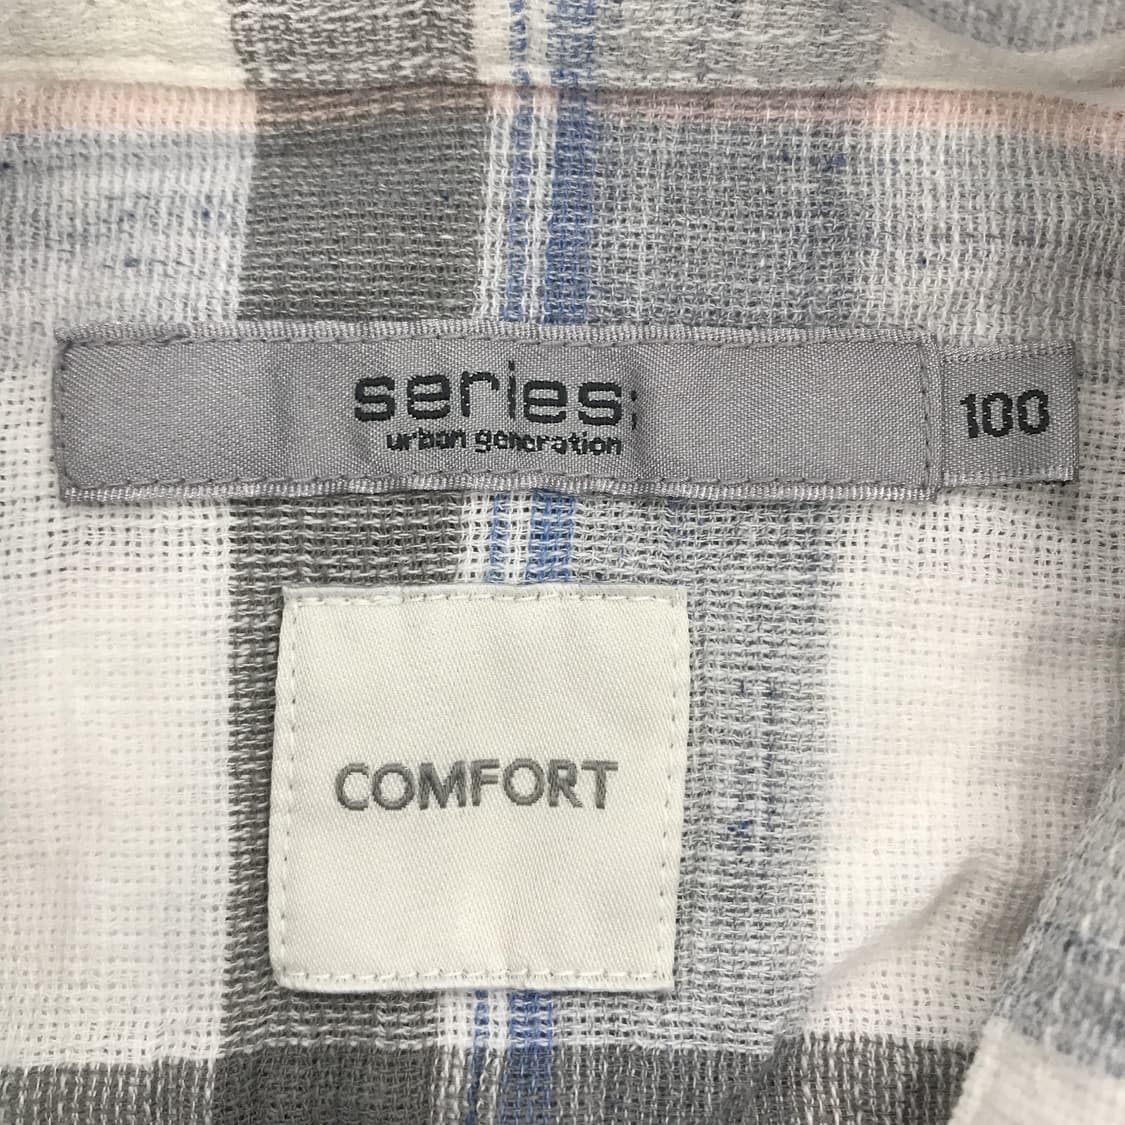 series;
urban generation
100
COMFORT